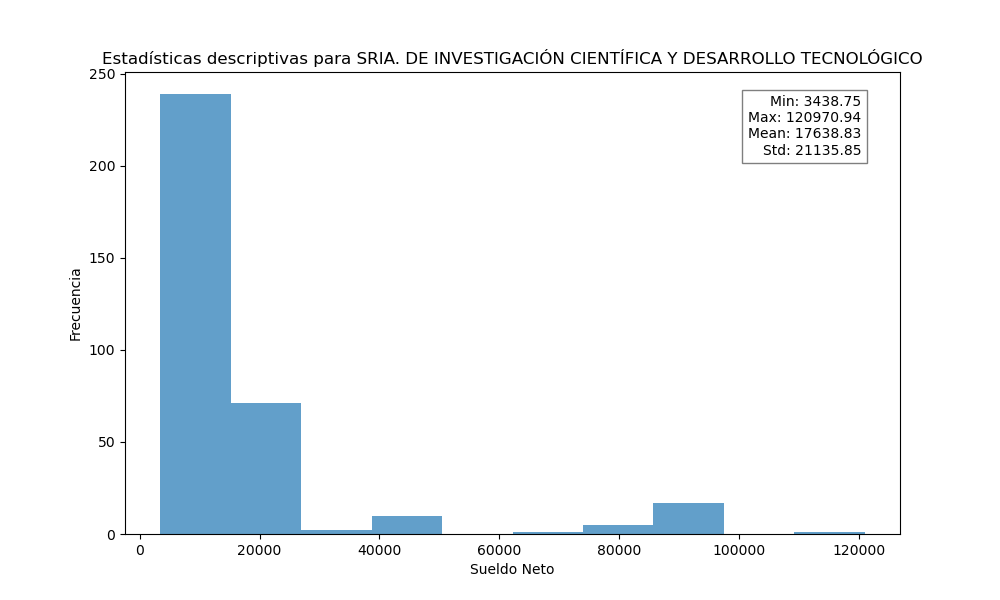 Estadísticas descriptivas para SRIA. DE INVESTIGACIÓN CIENTÍFICA Y DESARROLLO TECNOLÓGICO
250
200
150
100
50
0
Frecuencia
Min: 3438.75
Max: 120970.94
Mean: 17638.83
Std: 21135.85
0 20000 40000 60000 80000 100000 120000
Sueldo Neto